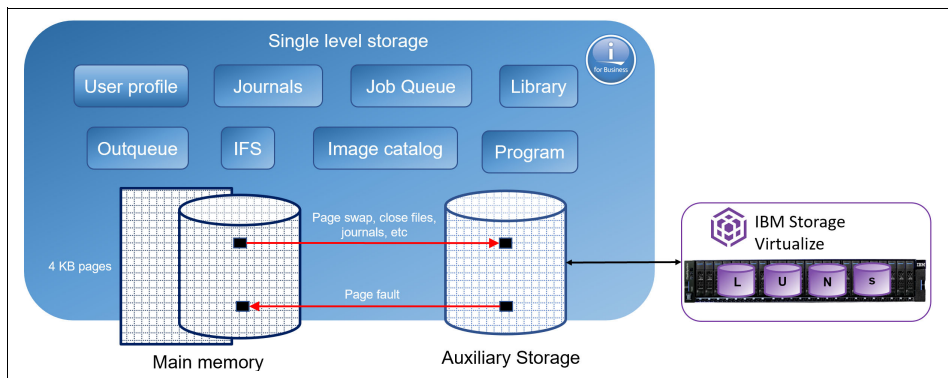 Single level storage
i
for Business
User profile
Journals
Job Queue
Library
Outqueue
IFS
Image catalog
Program
Page swap, close files,
journals, etc
4 KB pages
Page fault
Main memory
Auxiliary Storage
IBM Storage
Virtualize
L
U
N
s